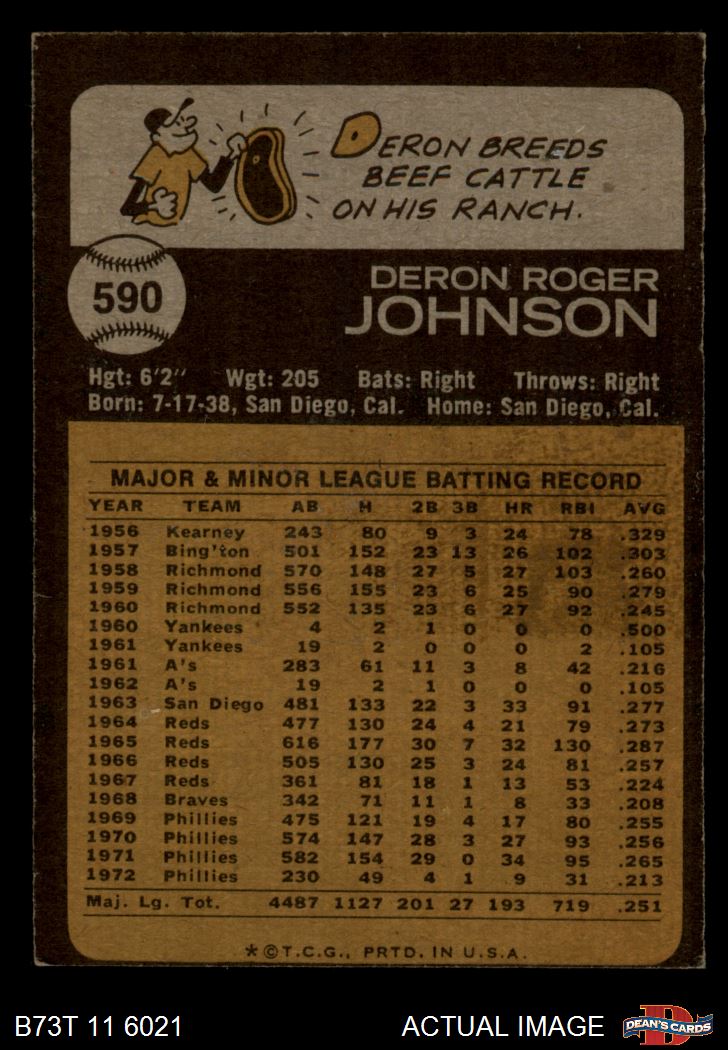 DERON BREEDS
BEEF CATTLE
ON HIS RANCH.
590
DERON ROGER
JOHNSON
Hgt: 6'2" Wgt: 205 Bats: Right Throws: Right
Born: 7-17-38, San Diego, Cal. Home: San Diego, Cal.
MAJOR & MINOR LEAGUE BATTING RECORD
YEAR TEAM AB H 2B 3B HR RBI AVG
1956 Kearney 243 80 9 3 24 78 .329
1957 Bing'ton 501 152 23 13 26 102 .303
1958 Richmond 570 148 27 5 27 103 .260
1959 Richmond 556 155 23 6 25 90 .279
1960 Richmond 552 135 23 6 27 92 .245
1960 Yankees 4 2 1 0 0 0 .500
1961 Yankees 19 2 0 0 0 2 .105
1961 A's 283 61 11 3 8 42 .216
1962 A's 19 2 1 0 0 0 .105
1963 San Diego 481 133 22 3 33 91 .277
1964 Reds 477 130 24 4 21 79 .273
1965 Reds 616 177 30 7 32 130 .287
1966 Reds 505 130 25 3 24 81 .257
1967 Reds 361 81 18 1 13 53 .224
1968 Braves 342 71 11 1 8 33 .208
1969 Phillies 475 121 19 4 17 80 .255
1970 Phillies 574 147 28 3 27 93 .256
1971 Phillies 582 154 29 0 34 95 .265
1972 Phillies 230 49 4 1 9 31 .213
Maj. Lg. Tot. 4487 1127 201 27 193 719 .251
*©T.C.G., PRTD. IN U.S.A.
B73T 11 6021 ACTUAL IMAGE DEAN'S CARDS